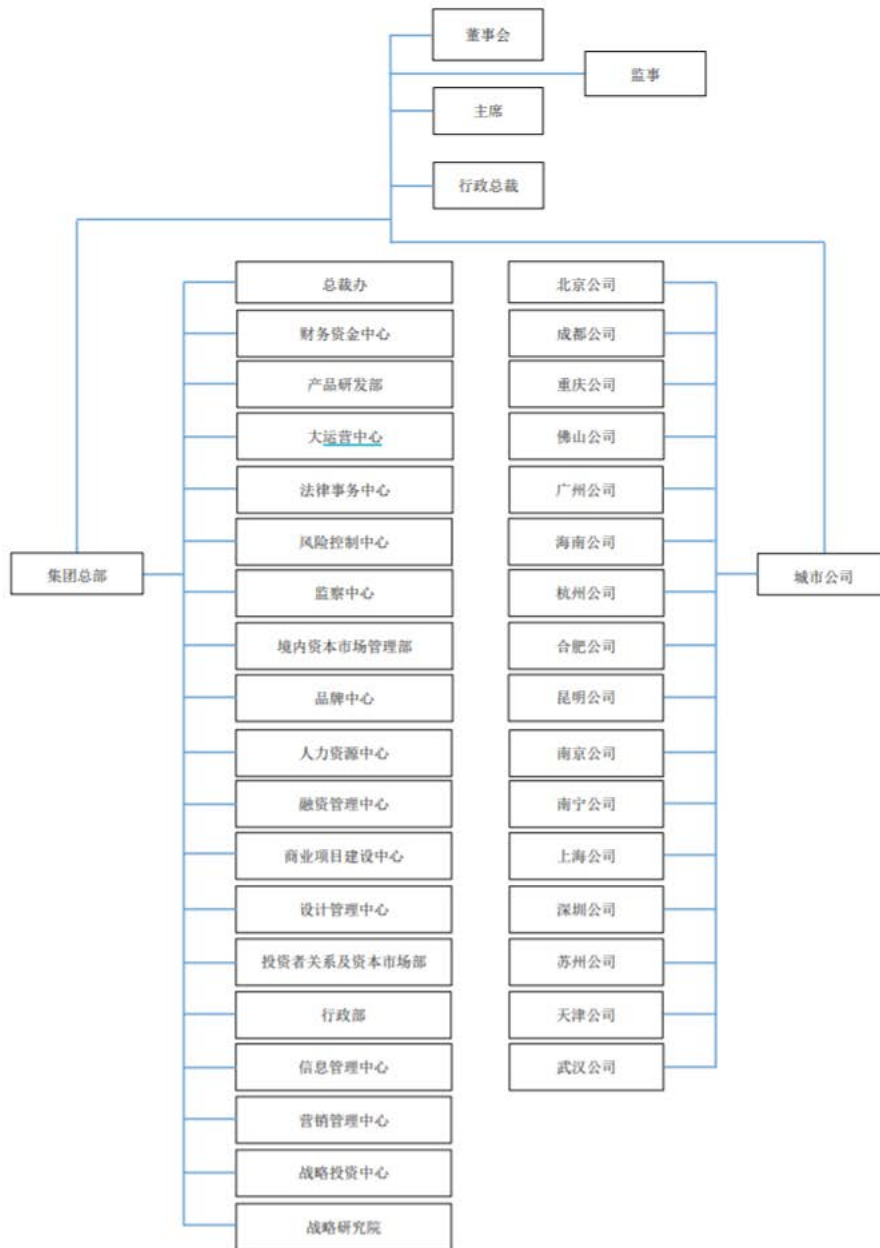 董事会
监事
主席
行政总裁
总裁办
财务资金中心
产品研发部
大运营中心
法律事务中心
风险控制中心
集团总部
监察中心
境内资本市场管理部
品牌中心
人力资源中心
融资管理中心
商业项目建设中心
设计管理中心
投资者关系及资本市场部
行政部
信息管理中心
营销管理中心
战略投资中心
战略研究院
北京公司
成都公司
重庆公司
佛山公司
广州公司
海南公司
城市公司
杭州公司
合肥公司
昆明公司
南京公司
南宁公司
上海公司
深圳公司
苏州公司
天津公司
武汉公司